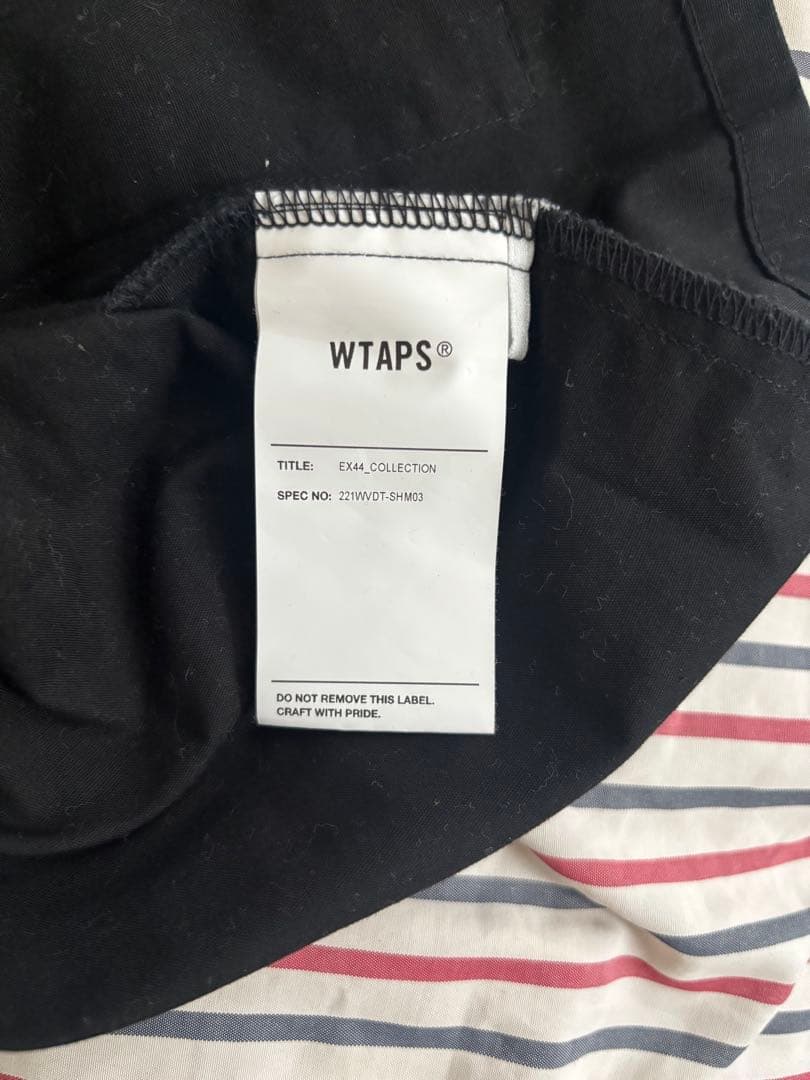 WTAPS®
TITLE: EX44_COLLECTION
SPEC NO: 221WVDT-SHM03
DO NOT REMOVE THIS LABEL.
CRAFT WITH PRIDE.